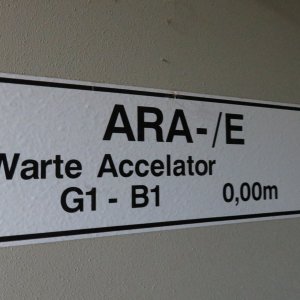 ARA-/E
Warte Accelator
G1 - B1 0,00m